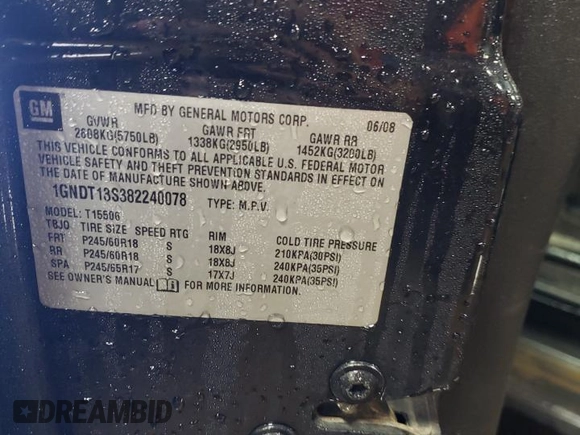 GM
MFD BY GENERAL MOTORS CORP. 06/08
GVWR GAWR FRT GAWR RR
2608KG(5750LB) 1338KG(2950LB) 1452KG(3200LB)
THIS VEHICLE CONFORMS TO ALL APPLICABLE U.S. FEDERAL MOTOR
VEHICLE SAFETY AND THEFT PREVENTION STANDARDS IN EFFECT ON
THE DATE OF MANUFACTURE SHOWN ABOVE.
1GNDT13S382240078 TYPE: M.P.V.
MODEL: T15506
TBJO TIRE SIZE SPEED RTG RIM COLD TIRE PRESSURE
FRT P245/60R18 S 18X8J 210KPA(30PSI)
RR P245/60R18 S 18X8J 240KPA(35PSI)
SPA P245/65R17 S 17X7J 240KPA(35PSI)
SEE OWNER'S MANUAL FOR MORE INFORMATION.
DREAMBID